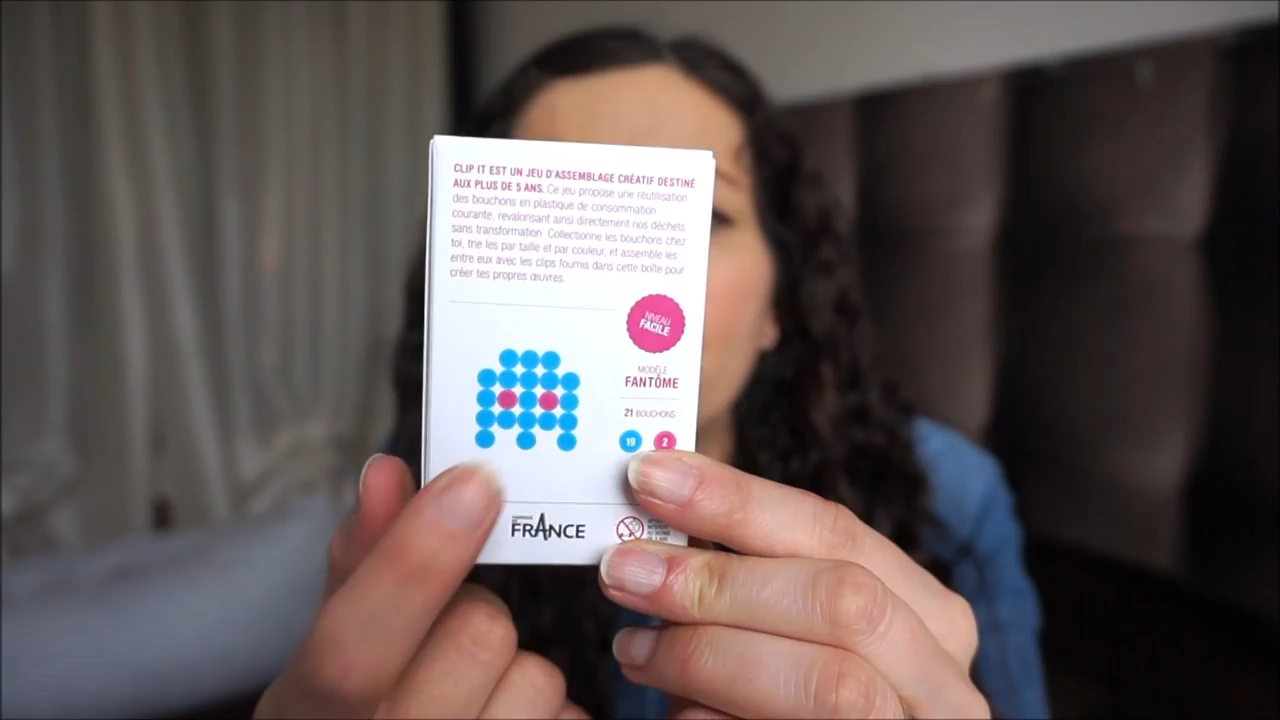 CLIP IT EST UN JEU D'ASSEMBLAGE CRÉATIF DESTINÉ
AUX PLUS DE 5 ANS. Ce jeu propose une réutilisation
des bouchons en plastique de consommation
courante, revalorisant ainsi directement nos déchets
sans transformation. Collectionne les bouchons chez
toi, trie les par taille et par couleur, et assemble les
entre eux avec les clips fournis dans cette boîte pour
créer tes propres œuvres.
NIVEAU
FACILE
MODÈLE
FANTÔME
21 BOUCHONS
19 2
FRANCE